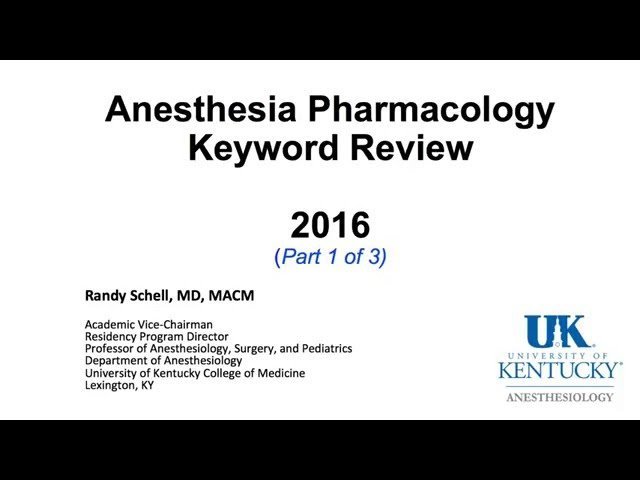 Anesthesia Pharmacology
Keyword Review
2016
(Part 1 of 3)
Randy Schell, MD, MACM
Academic Vice-Chairman
Residency Program Director
Professor of Anesthesiology, Surgery, and Pediatrics
Department of Anesthesiology
University of Kentucky College of Medicine
Lexington, KY
UK
UNIVERSITY OF
KENTUCKY®
ANESTHESIOLOGY